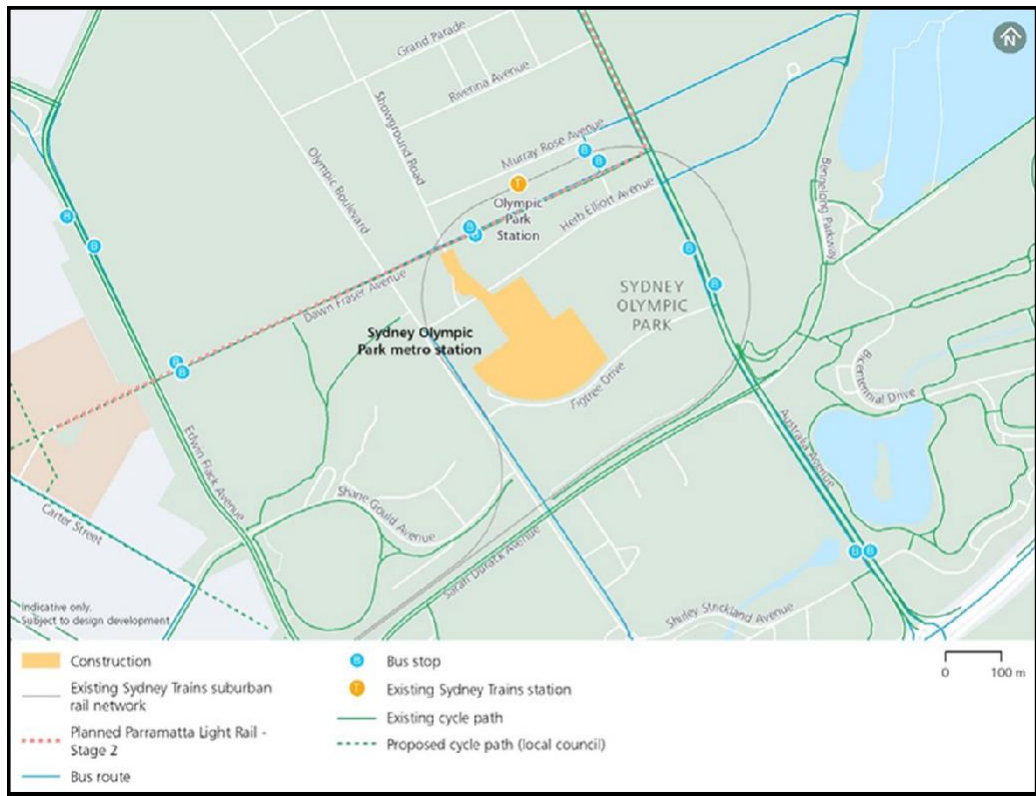 N
Grand Parade
Riverina Avenue
Showground Road
Olympic Boulevard
Murray Rose Avenue
B
B
T
Olympic
Park
Station
Herb Elliott Avenue
Bennelong Parkway
B
B
B
B
B
B
SYDNEY
OLYMPIC
PARK
Dawn Fraser Avenue
Sydney Olympic
Park metro station
B
B
Figtree Drive
Bicentennial Drive
Australia Avenue
Edwin Flack Avenue
Carter Street
Shane Gould Avenue
Sarah Durack Avenue
B
B
Shirley Strickland Avenue
Indicative only.
Subject to design development
Construction
Existing Sydney Trains suburban
rail network
Planned Parramatta Light Rail -
Stage 2
Bus route
B Bus stop
T Existing Sydney Trains station
Existing cycle path
Proposed cycle path (local council)
0 100 m